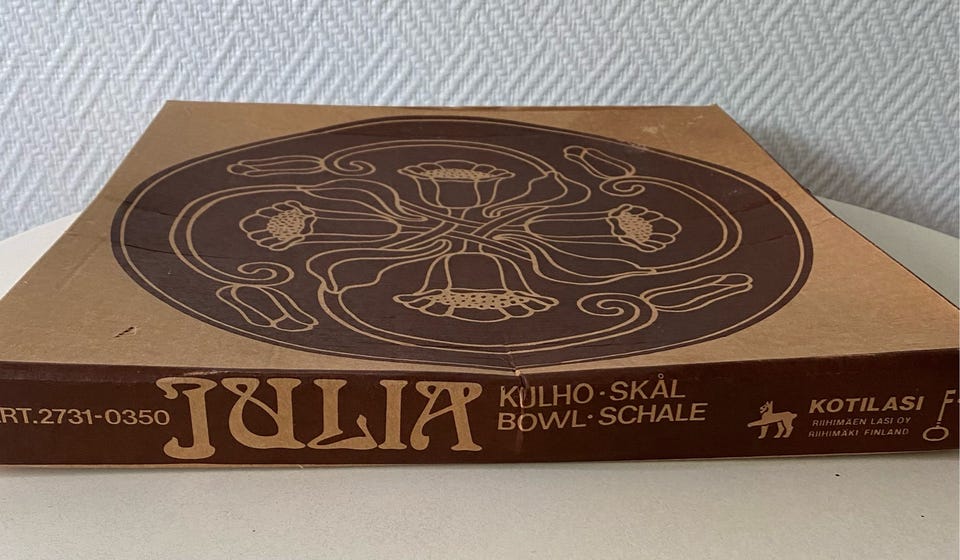 RT.2731-0350
JULIA
KULHO · SKÅL
BOWL · SCHALE
KOTILASI
RIIHIMÄEN LASI OY
RIIHIMÄKI FINLAND